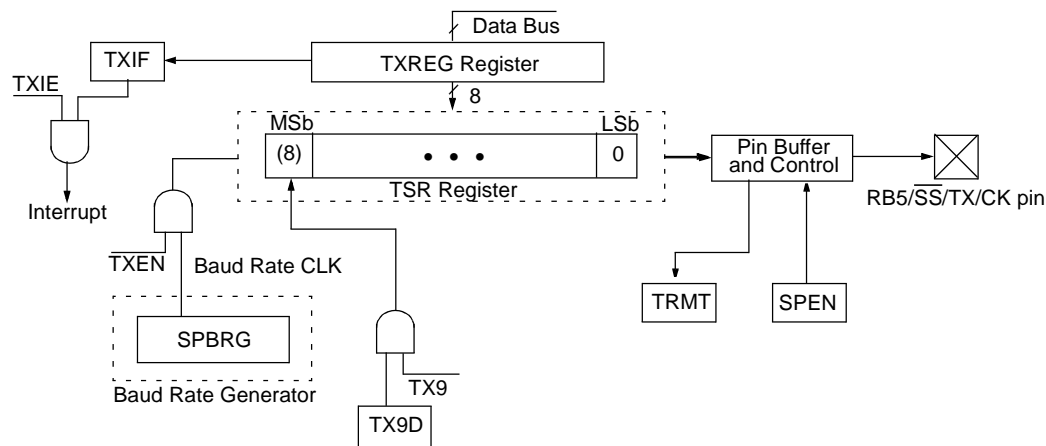 Data Bus
TXIF
TXREG Register
TXIE
8
MSb
LSb
(8)
• • •
0
Pin Buffer
and Control
TSR Register
Interrupt
RB5/SS/TX/CK pin
TXEN
Baud Rate CLK
TRMT
SPEN
SPBRG
TX9
Baud Rate Generator
TX9D